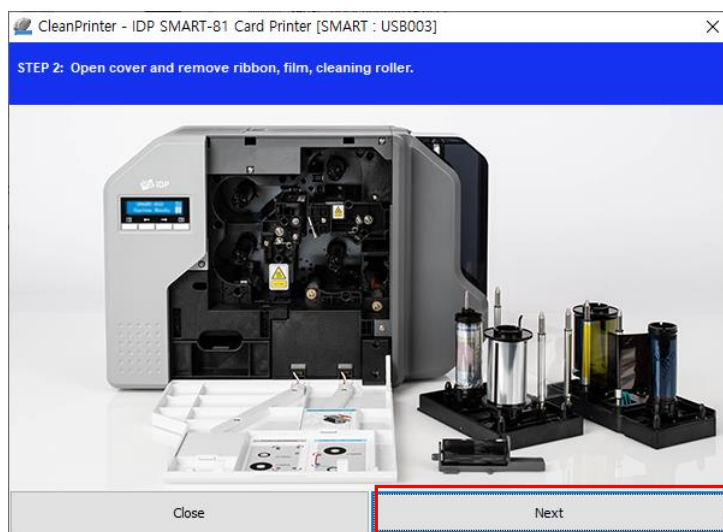 CleanPrinter - IDP SMART-81 Card Printer [SMART : USB003]
STEP 2: Open cover and remove ribbon, film, cleaning roller.
IDP
Close
Next